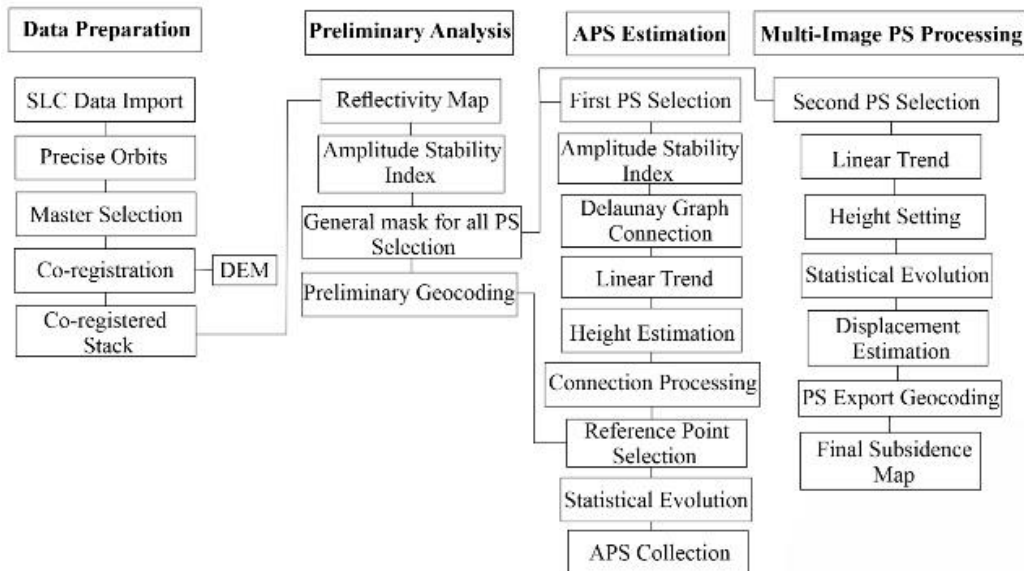 Data Preparation
SLC Data Import
Precise Orbits
Master Selection
Co-registration
DEM
Co-registered
Stack
Preliminary Analysis
Reflectivity Map
Amplitude Stability
Index
General mask for all PS
Selection
Preliminary Geocoding
APS Estimation
First PS Selection
Amplitude Stability
Index
Delaunay Graph
Connection
Linear Trend
Height Estimation
Connection Processing
Reference Point
Selection
Statistical Evolution
APS Collection
Multi-Image PS Processing
Second PS Selection
Linear Trend
Height Setting
Statistical Evolution
Displacement
Estimation
PS Export Geocoding
Final Subsidence
Map